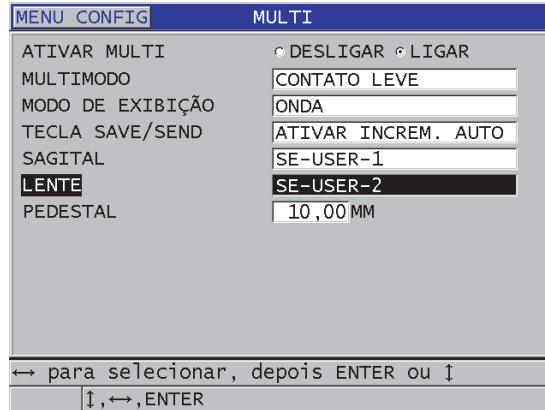 MENU CONFIG MULTI
ATIVAR MULTI DESLIGAR LIGAR
MULTIMODO CONTATO LEVE
MODO DE EXIBIÇÃO ONDA
TECLA SAVE/SEND ATIVAR INCREM. AUTO
SAGITAL SE-USER-1
LENTE SE-USER-2
PEDESTAL 10,00 MM
↔ para selecionar, depois ENTER ou ↕
↕,↔,ENTER